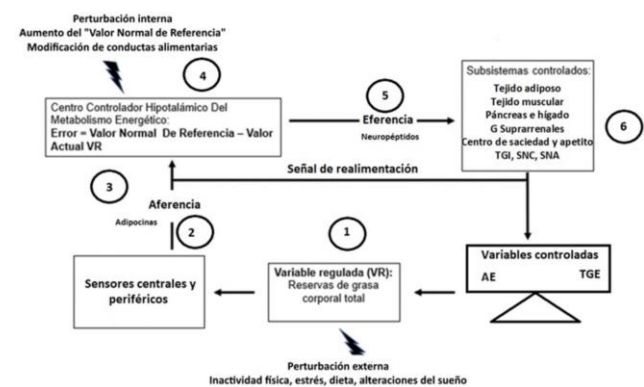 Perturbación interna
Aumento del "Valor Normal de Referencia"
Modificación de conductas alimentarias
4
Centro Controlador Hipotalámico Del
Metabolismo Energético:
Error = Valor Normal De Referencia – Valor
Actual VR
5
Eferencia
Neuropéptidos
Subsistemas controlados:
Tejido adiposo
Tejido muscular
Páncreas e hígado
G Suprarrenales
Centro de saciedad y apetito
TGI, SNC, SNA
6
Señal de realimentación
3
Aferencia
Adipocinas
2
1
Sensores centrales y
periféricos
Variable regulada (VR):
Reservas de grasa
corporal total
Variables controladas
AE TGE
Perturbación externa
Inactividad física, estrés, dieta, alteraciones del sueño